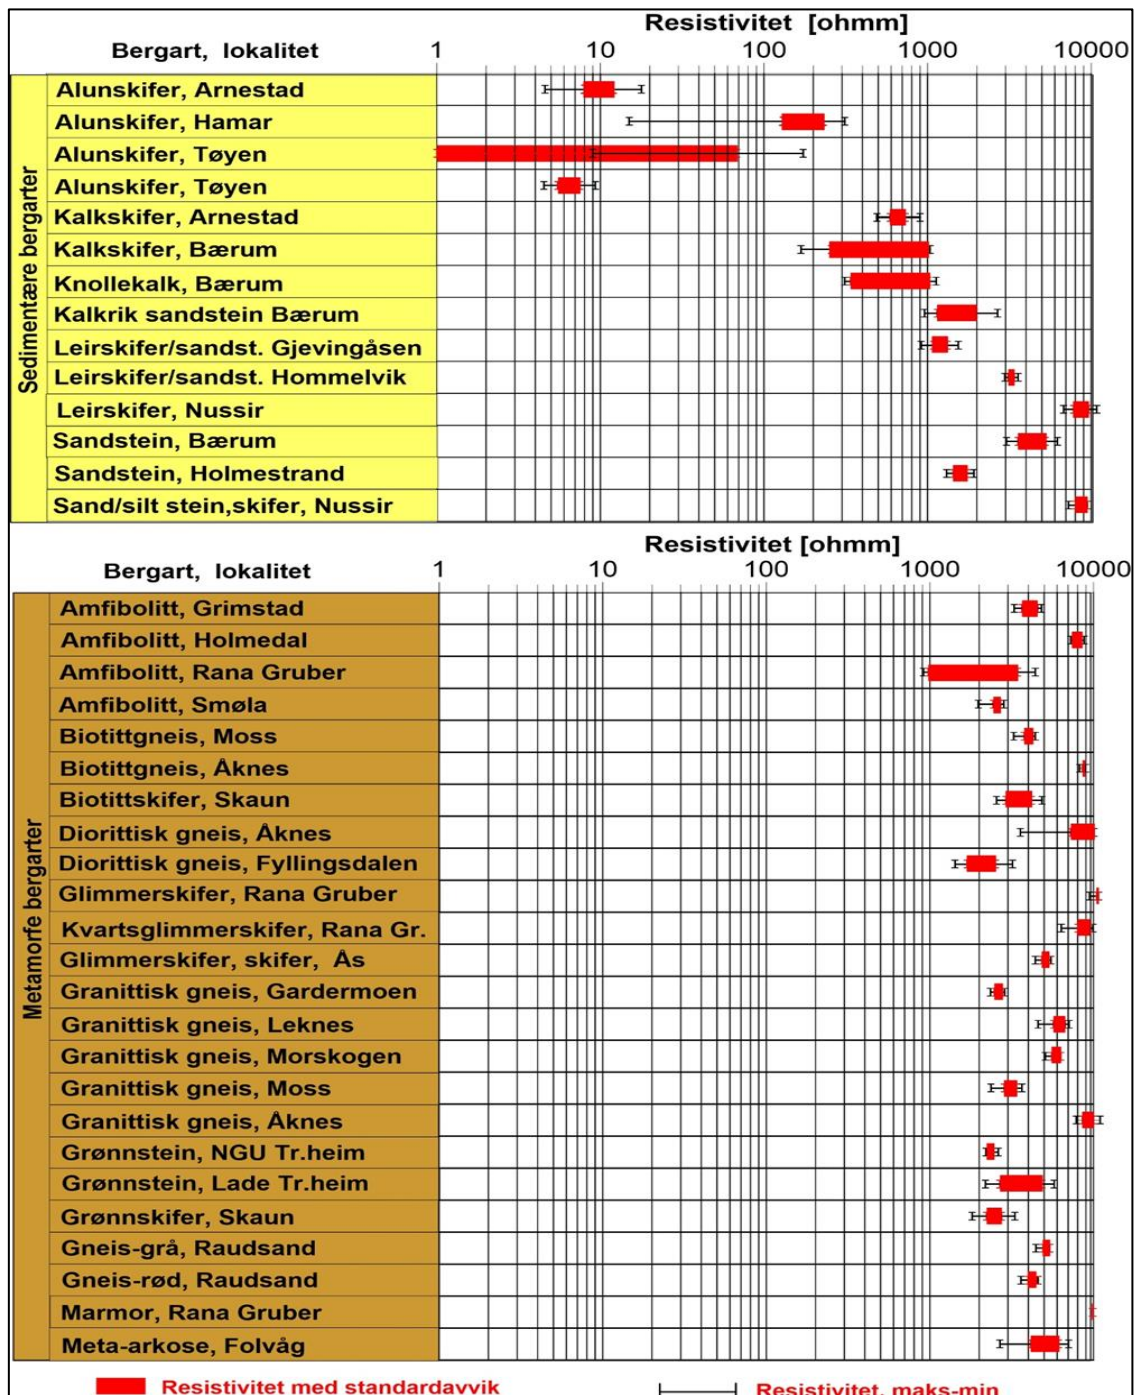 Resistivitet [ohmm]
Bergart, lokalitet 1 10 100 1000 10000
Sedimentære bergarter
Alunskifer, Arnestad
Alunskifer, Hamar
Alunskifer, Tøyen
Alunskifer, Tøyen
Kalkskifer, Arnestad
Kalkskifer, Bærum
Knollekalk, Bærum
Kalkrik sandstein Bærum
Leirskifer/sandst. Gjevingåsen
Leirskifer/sandst. Hommelvik
Leirskifer, Nussir
Sandstein, Bærum
Sandstein, Holmestrand
Sand/silt stein,skifer, Nussir
Resistivitet [ohmm]
Bergart, lokalitet 1 10 100 1000 10000
Metamorfe bergarter
Amfibolitt, Grimstad
Amfibolitt, Holmedal
Amfibolitt, Rana Gruber
Amfibolitt, Smøla
Biotittgneis, Moss
Biotittgneis, Åknes
Biotittskifer, Skaun
Diorittisk gneis, Åknes
Diorittisk gneis, Fyllingsdalen
Glimmerskifer, Rana Gruber
Kvartsglimmerskifer, Rana Gr.
Glimmerskifer, skifer, Ås
Granittisk gneis, Gardermoen
Granittisk gneis, Leknes
Granittisk gneis, Morskogen
Granittisk gneis, Moss
Granittisk gneis, Åknes
Grønnstein, NGU Tr.heim
Grønnstein, Lade Tr.heim
Grønnskifer, Skaun
Gneis-grå, Raudsand
Gneis-rød, Raudsand
Marmor, Rana Gruber
Meta-arkose, Folvåg
Resistivitet med standardavvik Resistivitet, maks-min